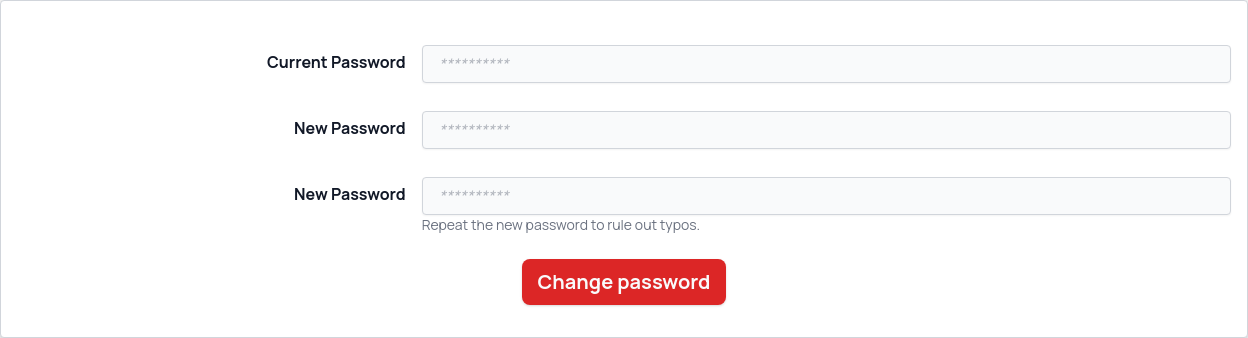 Current Password
**********
New Password
**********
New Password
**********
Repeat the new password to rule out typos.
Change password